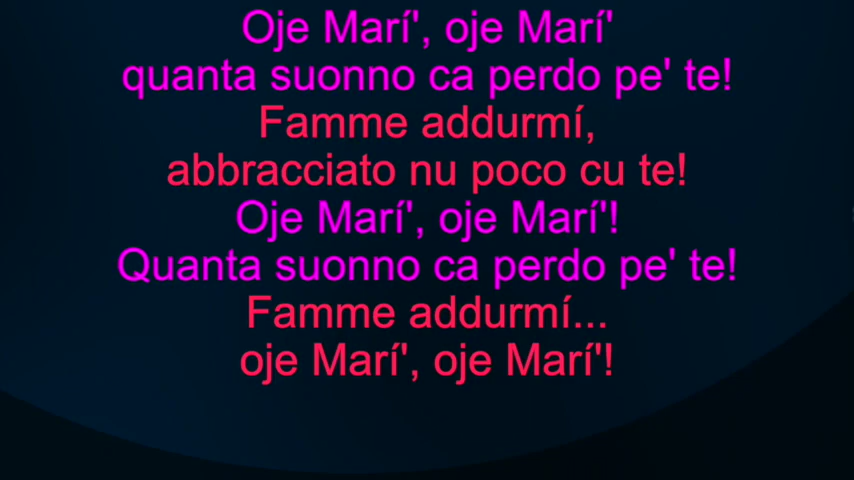 Oje Marí', oje Marí'
quanta suonno ca perdo pe' te!
Famme addurmí,
abbracciato nu poco cu te!
Oje Marí', oje Marí'!
Quanta suonno ca perdo pe' te!
Famme addurmí...
oje Marí', oje Marí'!